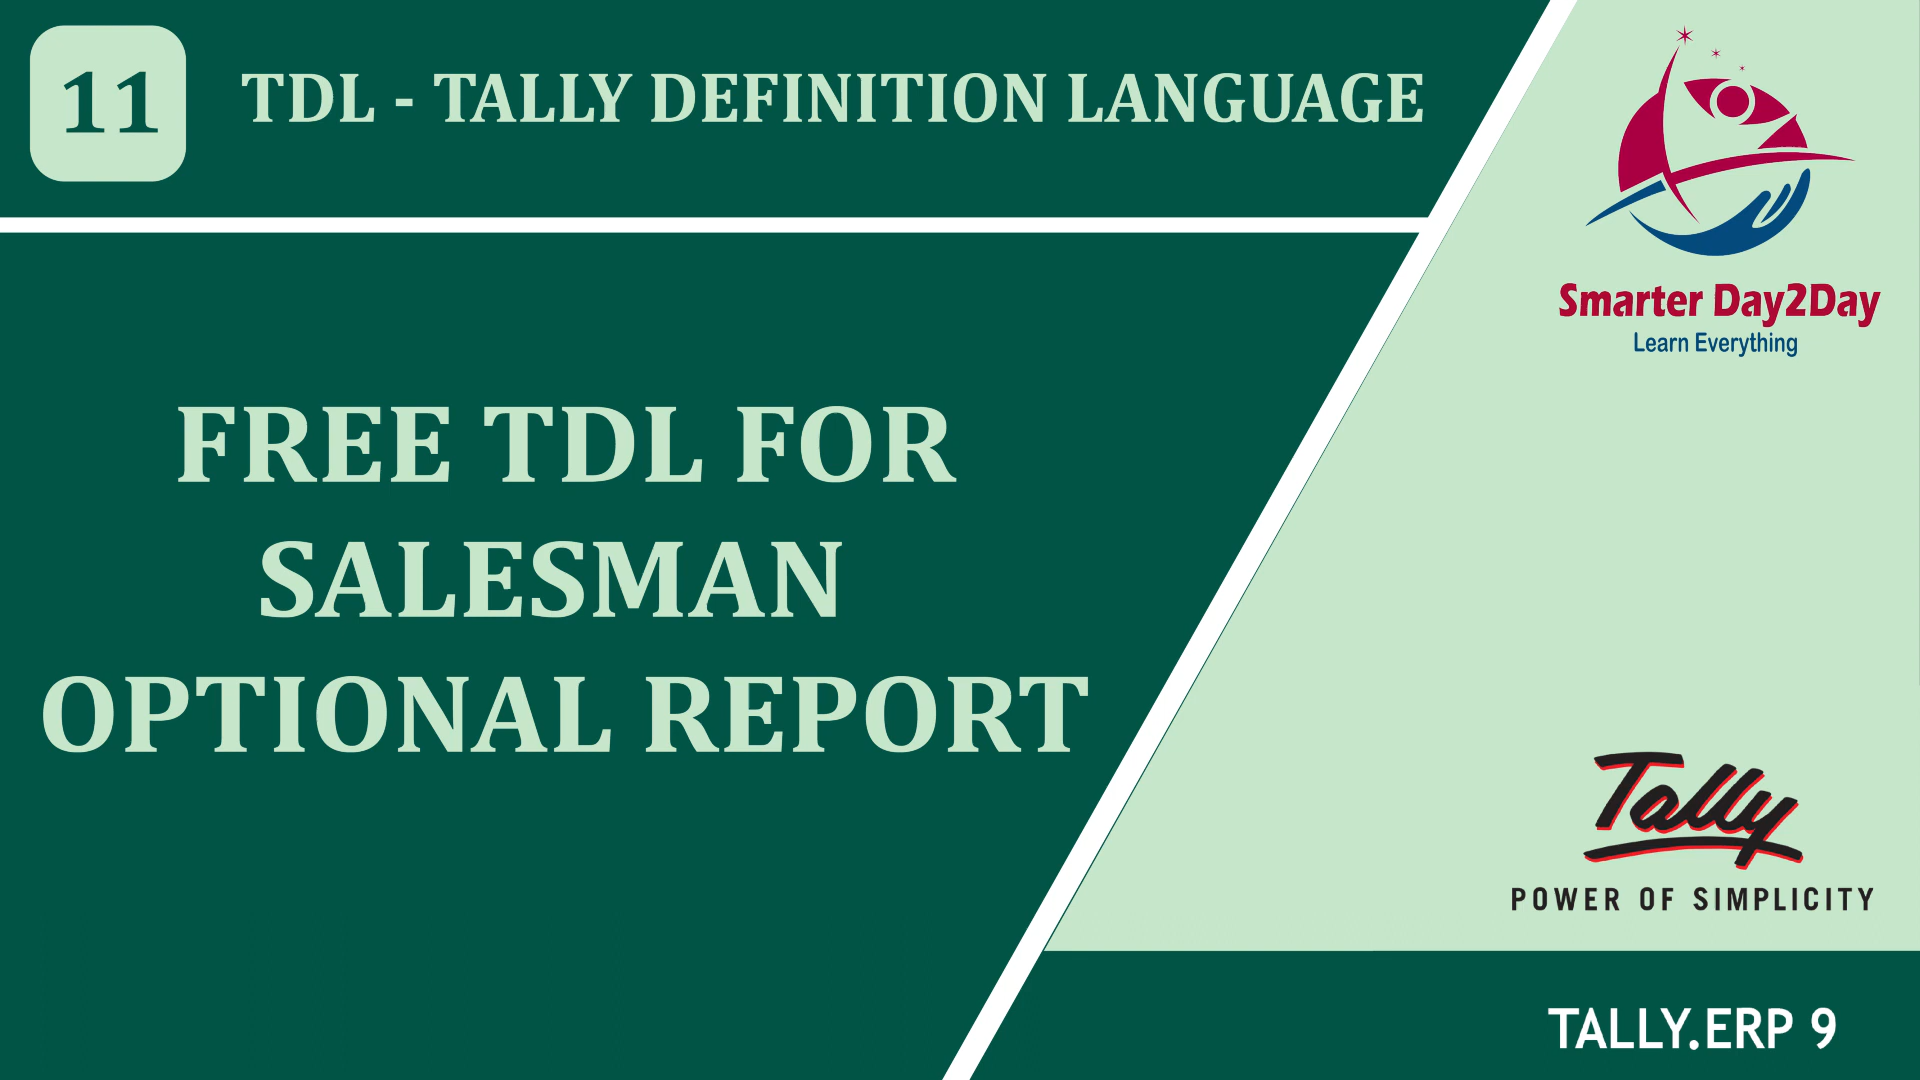 11
TDL - TALLY DEFINITION LANGUAGE
Smarter Day2Day
Learn Everything
FREE TDL FOR
SALESMAN
OPTIONAL REPORT
Tally
POWER OF SIMPLICITY
TALLY.ERP 9